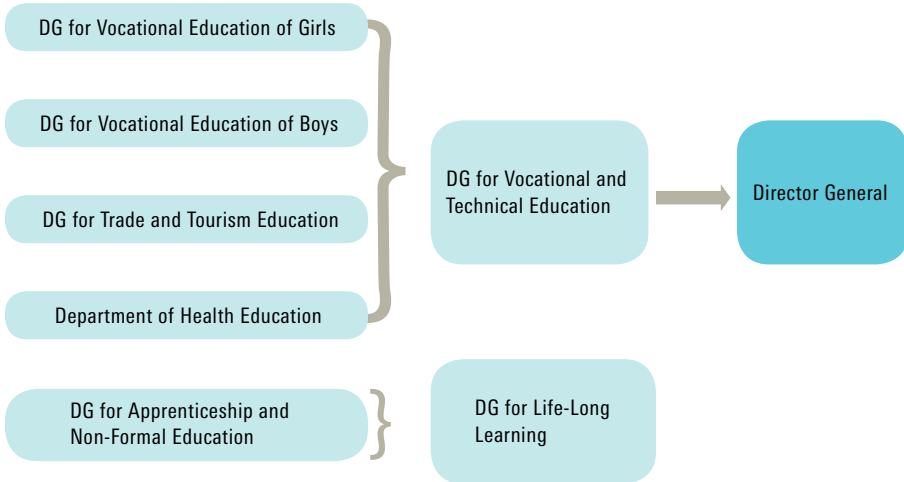 DG for Vocational Education of Girls
DG for Vocational Education of Boys
DG for Trade and Tourism Education
Department of Health Education
DG for Vocational and
Technical Education
Director General
DG for Apprenticeship and
Non-Formal Education
DG for Life-Long
Learning